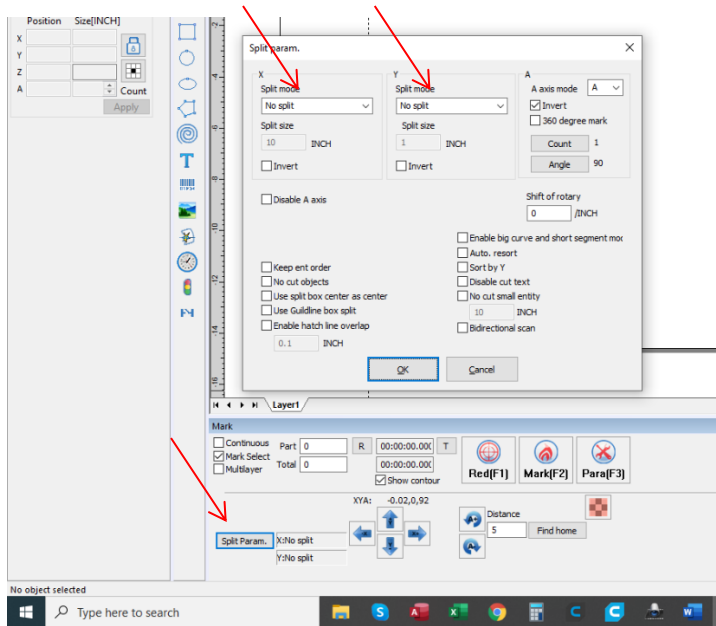 Position Size[INCH]
X
Y
Z
A
Count
Apply
T
Split param.
X
Split mode
No split
Split size
10 INCH
Invert
Y
Split mode
No split
Split size
1 INCH
Invert
A
A axis mode A
Invert
360 degree mark
Count 1
Angle 90
Disable A axis
Shift of rotary
0 /INCH
Enable big curve and short segment moc
Auto. resort
Keep ent order
Sort by Y
No cut objects
Disable cut text
Use split box center as center
No cut small entity
Use Guildline box split
10 INCH
Enable hatch line overlap
Bidirectional scan
0.1 INCH
OK Cancel
Layer1
Mark
Continuous Part 0 R 00:00:00.00( T
Mark Select
Multilayer Total 0 00:00:00.00(
Show contour
Red(F1) Mark(F2) Para(F3)
XYA: -0.02,0,92
Distance
5 Find home
Split Param. X:No split
Y:No split
No object selected
Type here to search